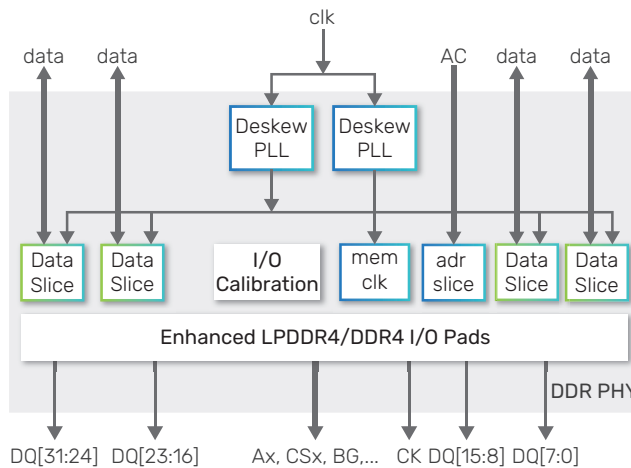 clk
data
data
AC
data
data
Deskew
PLL
Deskew
PLL
Data
Slice
Data
Slice
I/O
Calibration
mem
clk
adr
slice
Data
Slice
Data
Slice
Enhanced LPDDR4/DDR4 I/O Pads
DDR PHY
DQ[31:24]
DQ[23:16]
Ax, CSx, BG,...
CK
DQ[15:8]
DQ[7:0]